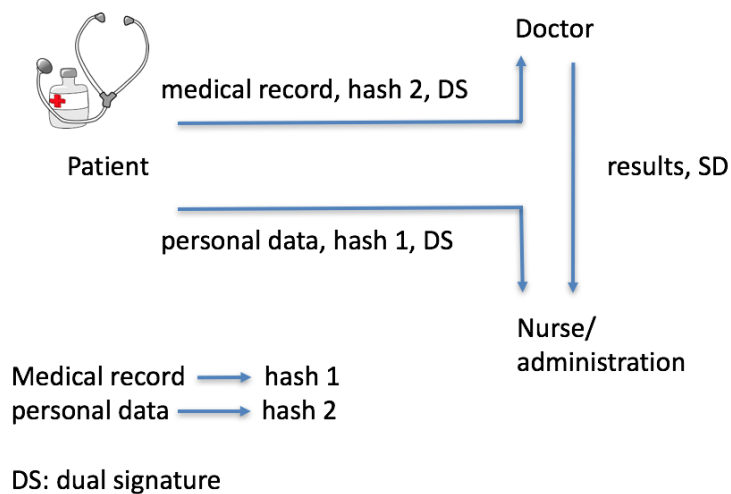 Doctor
medical record, hash 2, DS
Patient
results, SD
personal data, hash 1, DS
Nurse/
administration
Medical record hash 1
personal data hash 2
DS: dual signature